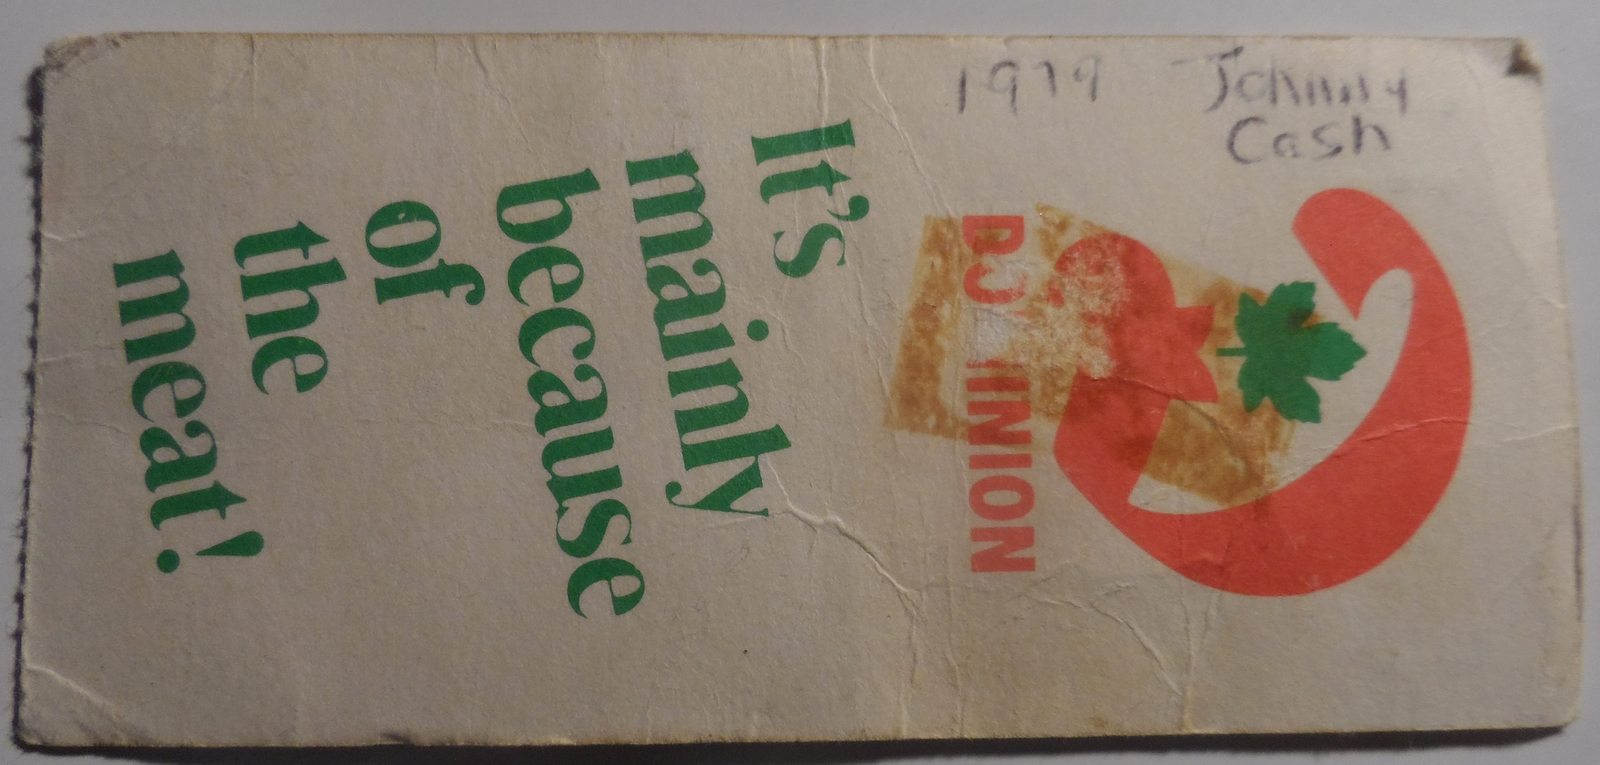 1979 Johnny
Cash
DOMINION
It's
mainly
because
of
the
meat!